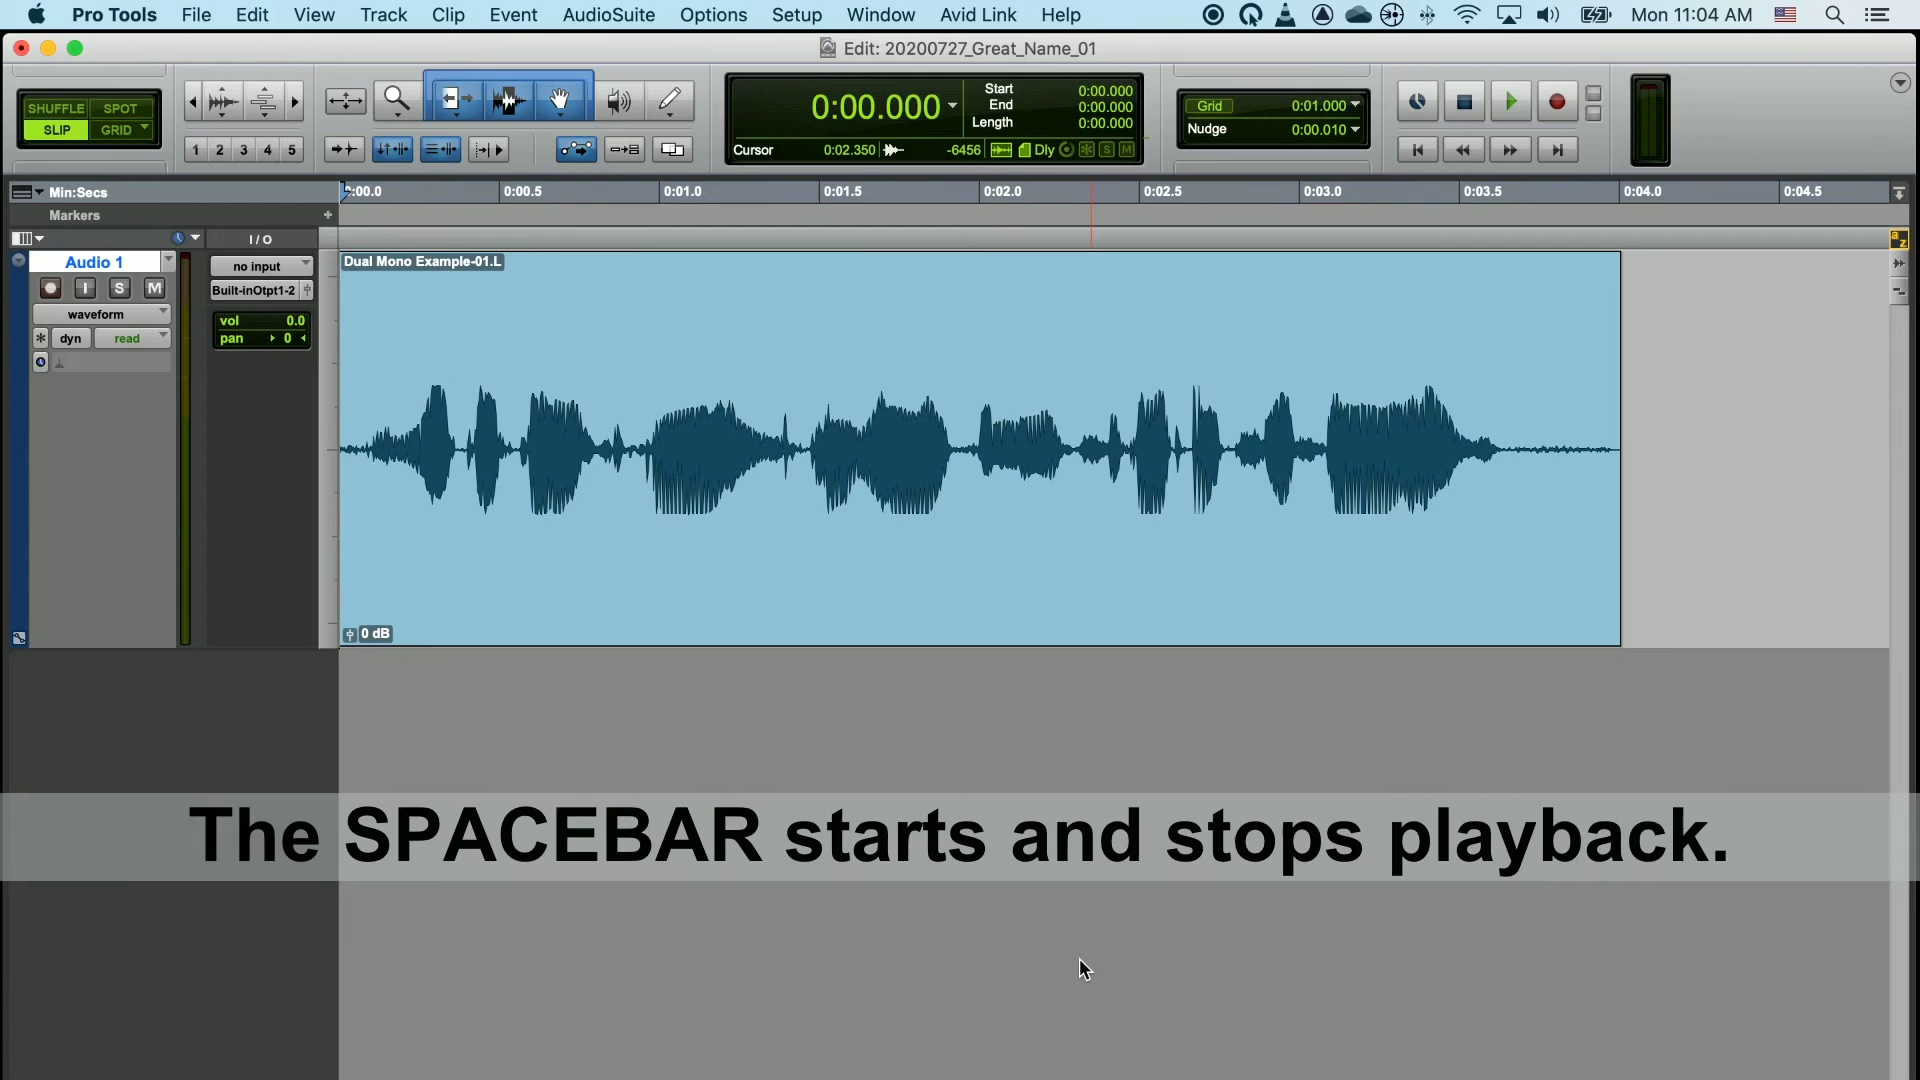 Pro Tools File Edit View Track Clip Event AudioSuite Options Setup Window Avid Link Help Mon 11:04 AM
Edit: 20200727_Great_Name_01
SHUFFLE SPOT
SLIP GRID
1 2 3 4 5
0:00.000
Start 0:00.000
End 0:00.000
Length 0:00.000
Cursor 0:02.350 -6456 Dly S M
Grid 0:01.000
Nudge 0:00.010
Min:Secs
:00.0 0:00.5 0:01.0 0:01.5 0:02.0 0:02.5 0:03.0 0:03.5 0:04.0 0:04.5
Markers +
I / O
a z
Audio 1
I S M
waveform
dyn read
no input
Built-inOtpt1-2
vol 0.0
pan 0
Dual Mono Example-01.L
0 dB
The SPACEBAR starts and stops playback.